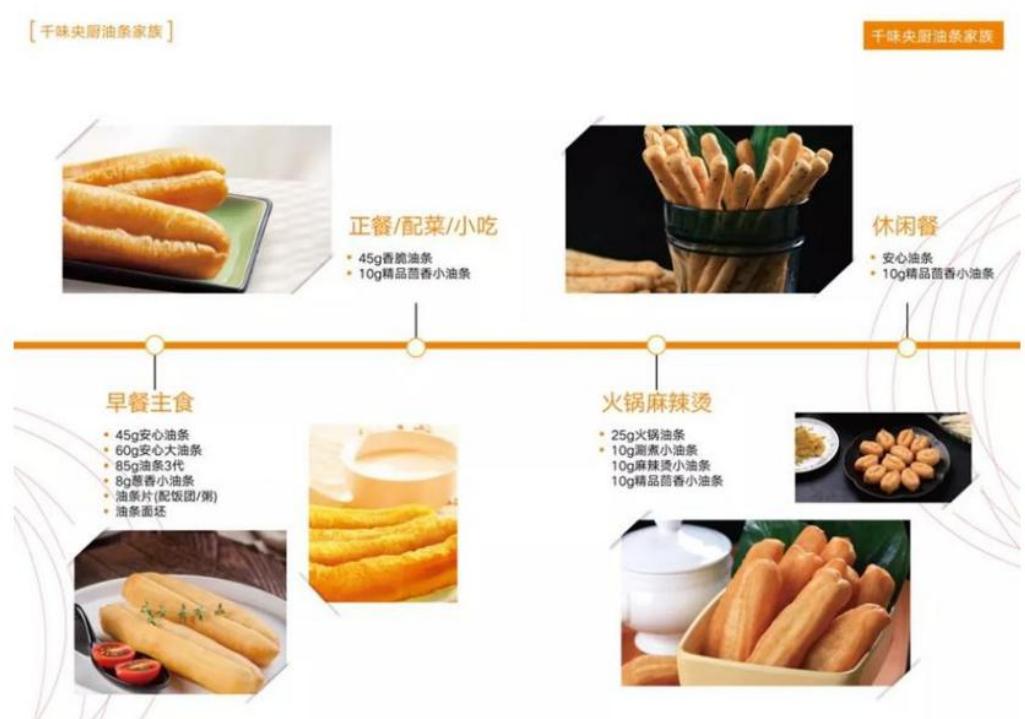 [ 千味央厨油条家族 ]
千味央厨油条家族
正餐/配菜/小吃
• 45g香脆油条
• 10g精品茴香小油条
休闲餐
• 安心油条
• 10g精品茴香小油条
早餐主食
• 45g安心油条
• 60g安心大油条
• 85g油条3代
• 8g葱香小油条
• 油条片(配饭团/粥)
• 油条面坯
火锅麻辣烫
• 25g火锅油条
• 10g涮煮小油条
10g麻辣烫小油条
10g精品茴香小油条